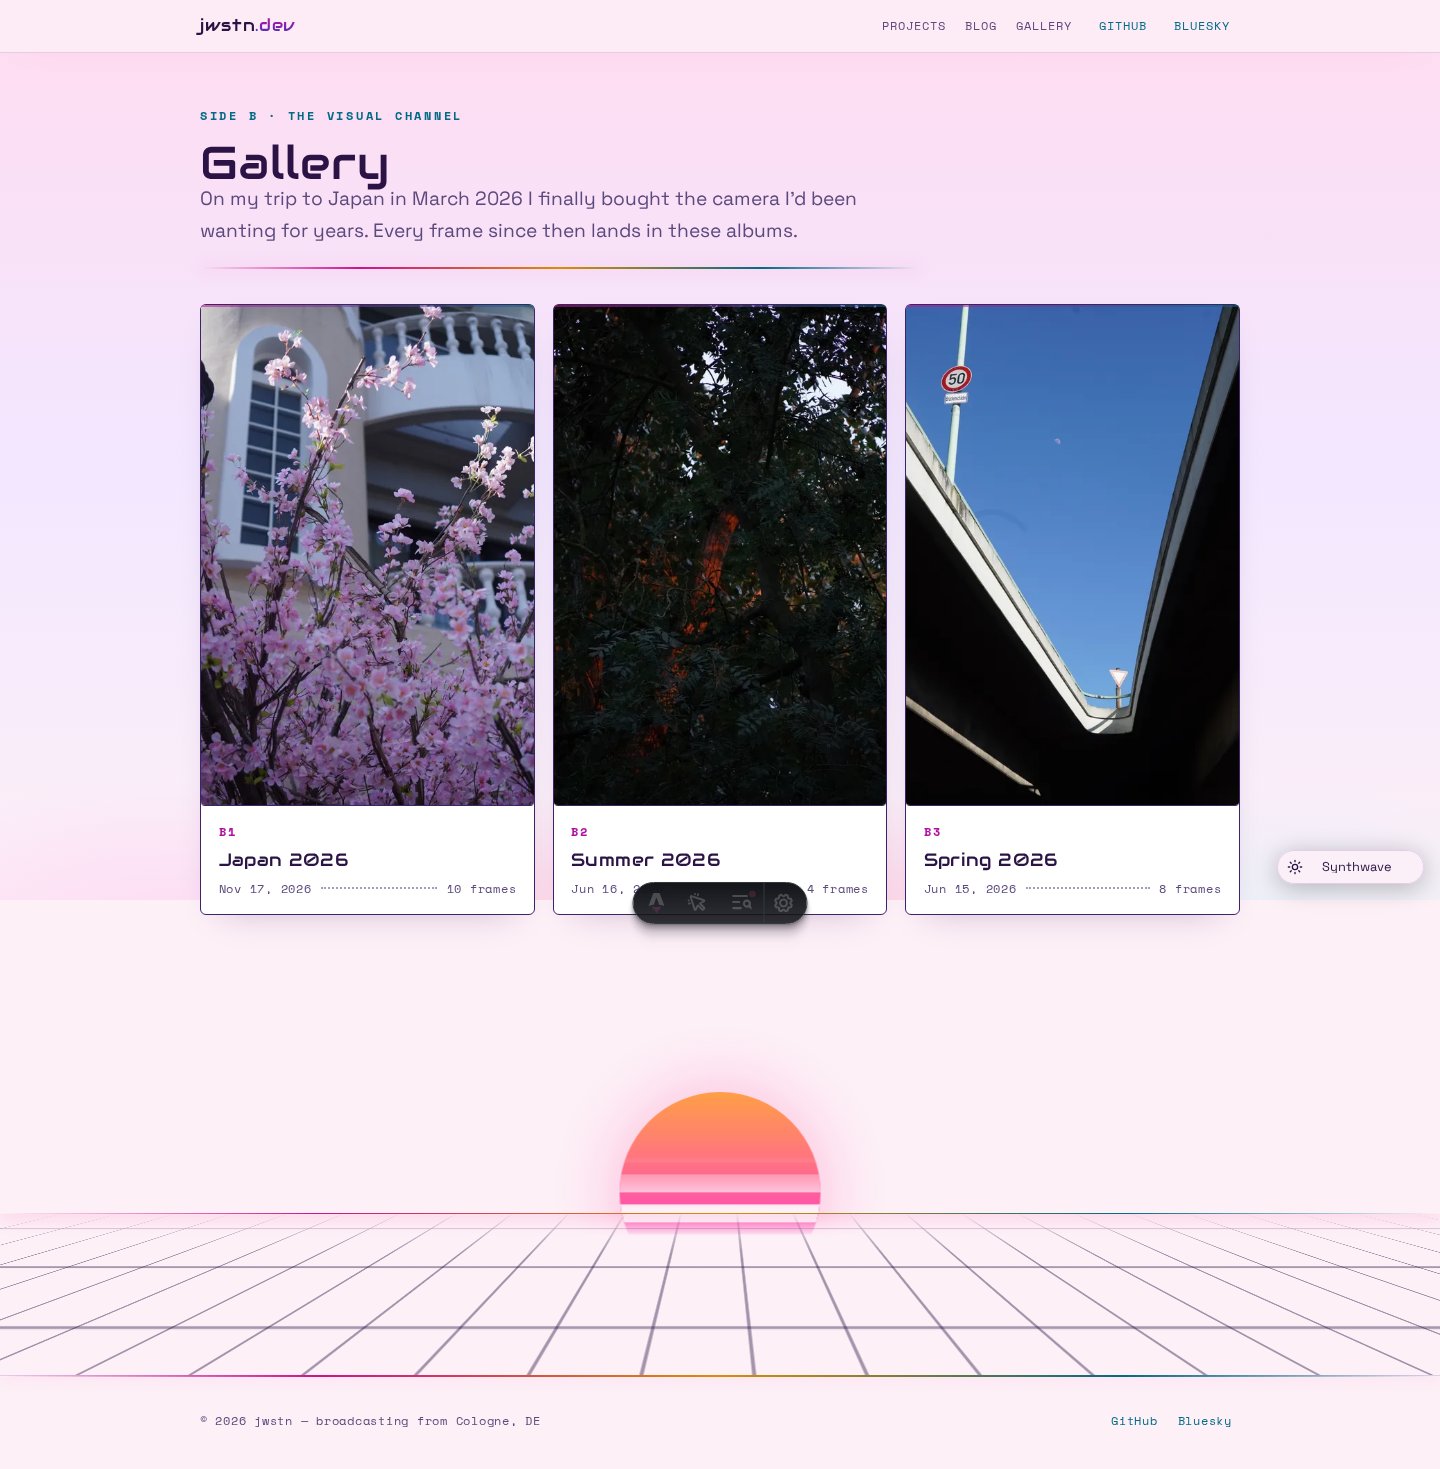 jwstn.dev
PROJECTS BLOG GALLERY GITHUB BLUESKY
SIDE B · THE VISUAL CHANNEL
Gallery
On my trip to Japan in March 2026 I finally bought the camera I'd been
wanting for years. Every frame since then lands in these albums.
50
B1
Japan 2026
Nov 17, 2026 10 frames
B2
Summer 2026
Jun 16, 4 frames
B3
Spring 2026
Jun 15, 2026 8 frames
Synthwave
© 2026 jwstn — broadcasting from Cologne, DE
GitHub Bluesky